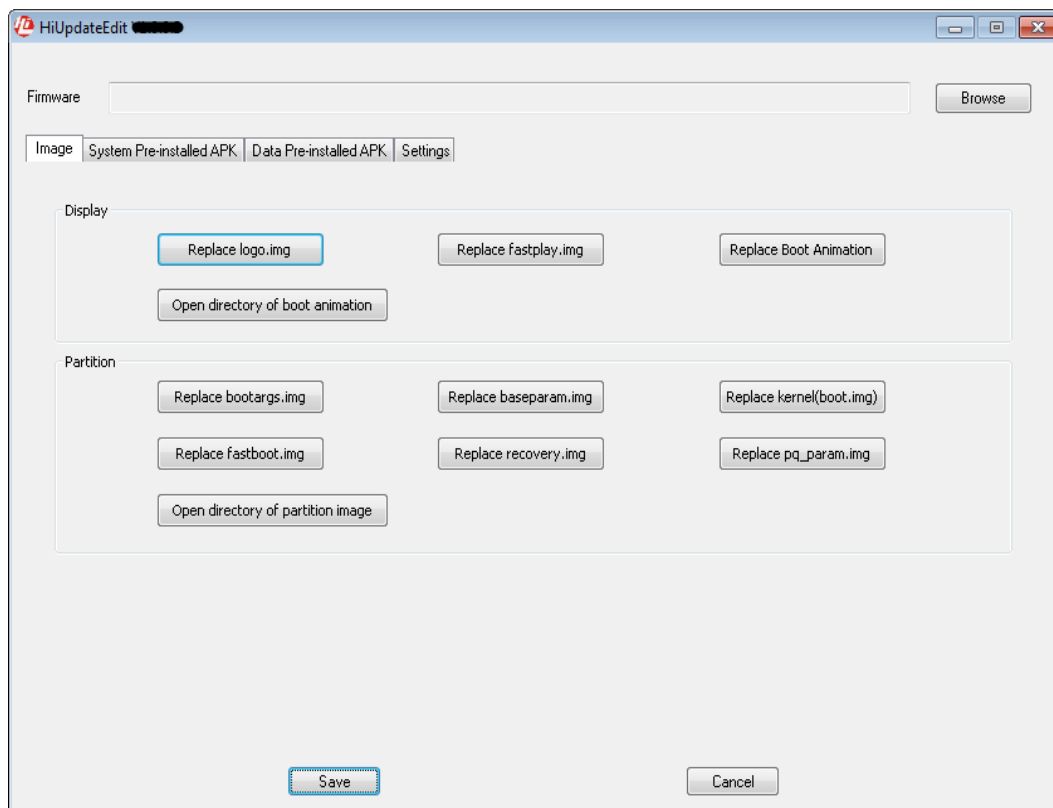 HiUpdateEdit
Firmware
Browse
Image System Pre-installed APK Data Pre-installed APK Settings
Display
Replace logo.img Replace fastplay.img Replace Boot Animation
Open directory of boot animation
Partition
Replace bootargs.img Replace baseparam.img Replace kernel(boot.img)
Replace fastboot.img Replace recovery.img Replace pq_param.img
Open directory of partition image
Save Cancel